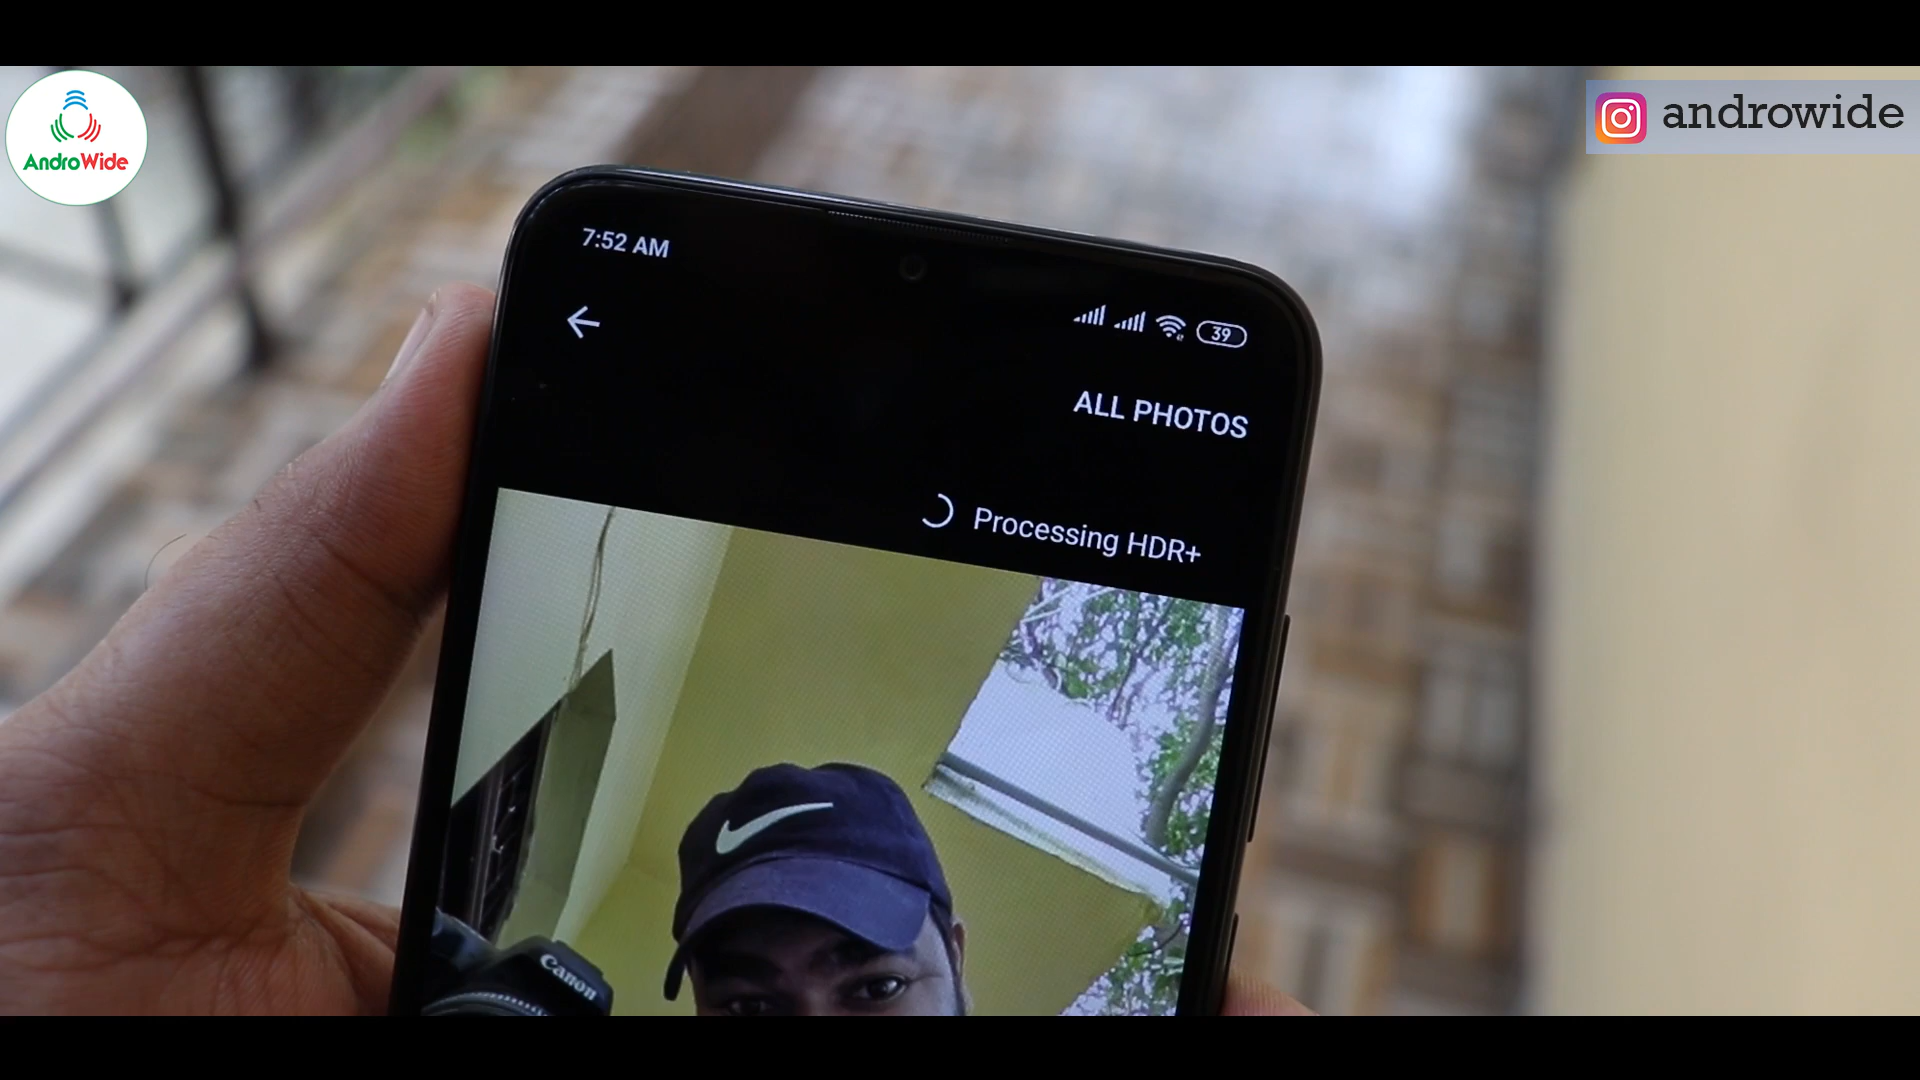 AndroWide
androwide
7:52 AM
39
ALL PHOTOS
Processing HDR+
Canon